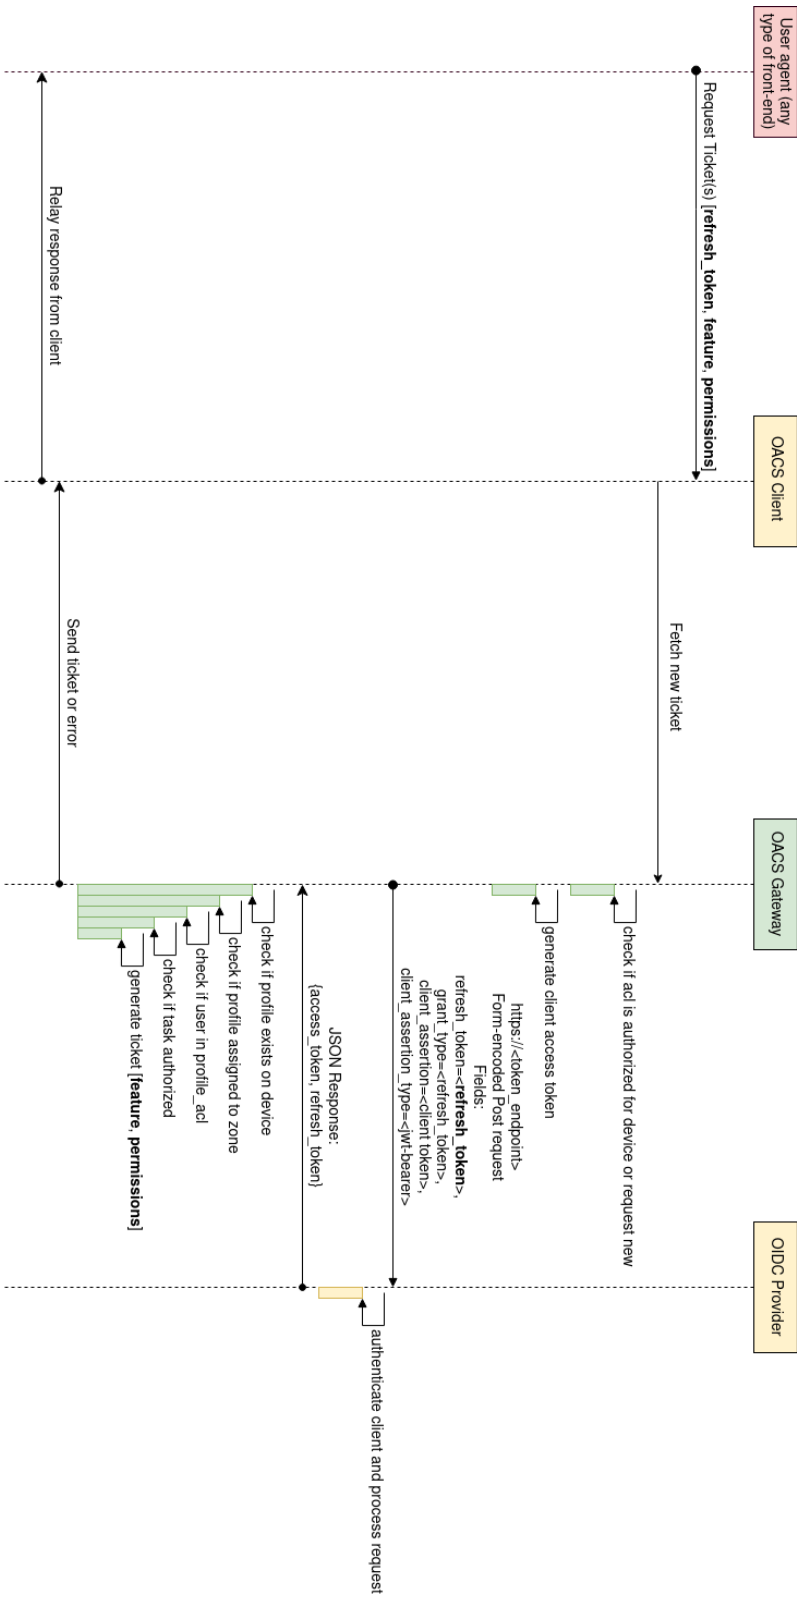 User agent (any
type of front-end)
OACS Client
OACS Gateway
OIDC Provider
Request Ticket(s) [refresh_token, feature, permissions]
Fetch new ticket
check if acl is authorized for device or request new
generate client access token
https://<token_endpoint>
Form-encoded Post request
Fields:
refresh_token=<refresh_token>,
grant_type=<refresh_token>,
client_assertion=<client token>,
client_assertion_type=<jwt-bearer>
authenticate client and process request
JSON Response:
{access_token, refresh_token}
check if profile exists on device
check if profile assigned to zone
check if user in profile_acl
check if task authorized
generate ticket [feature, permissions]
Send ticket or error
Relay response from client